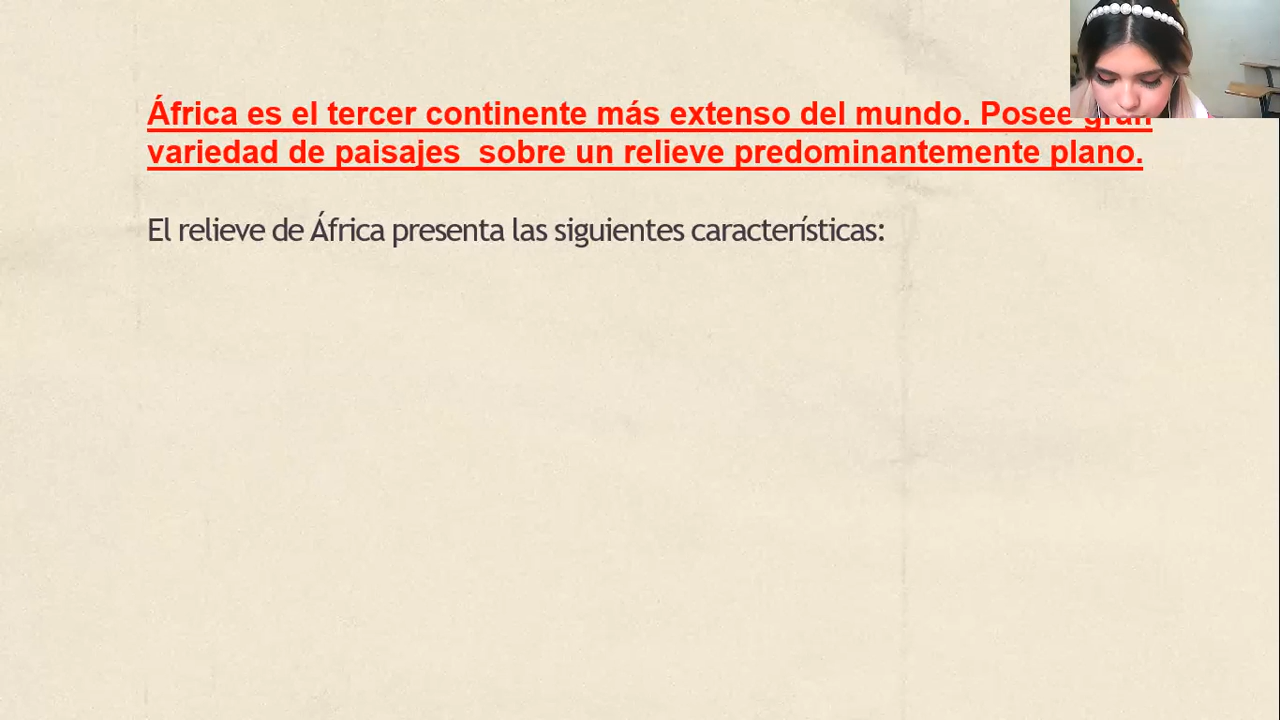 África es el tercer continente más extenso del mundo. Posee gran
variedad de paisajes  sobre un relieve predominantemente plano.
El relieve de África presenta las siguientes características: